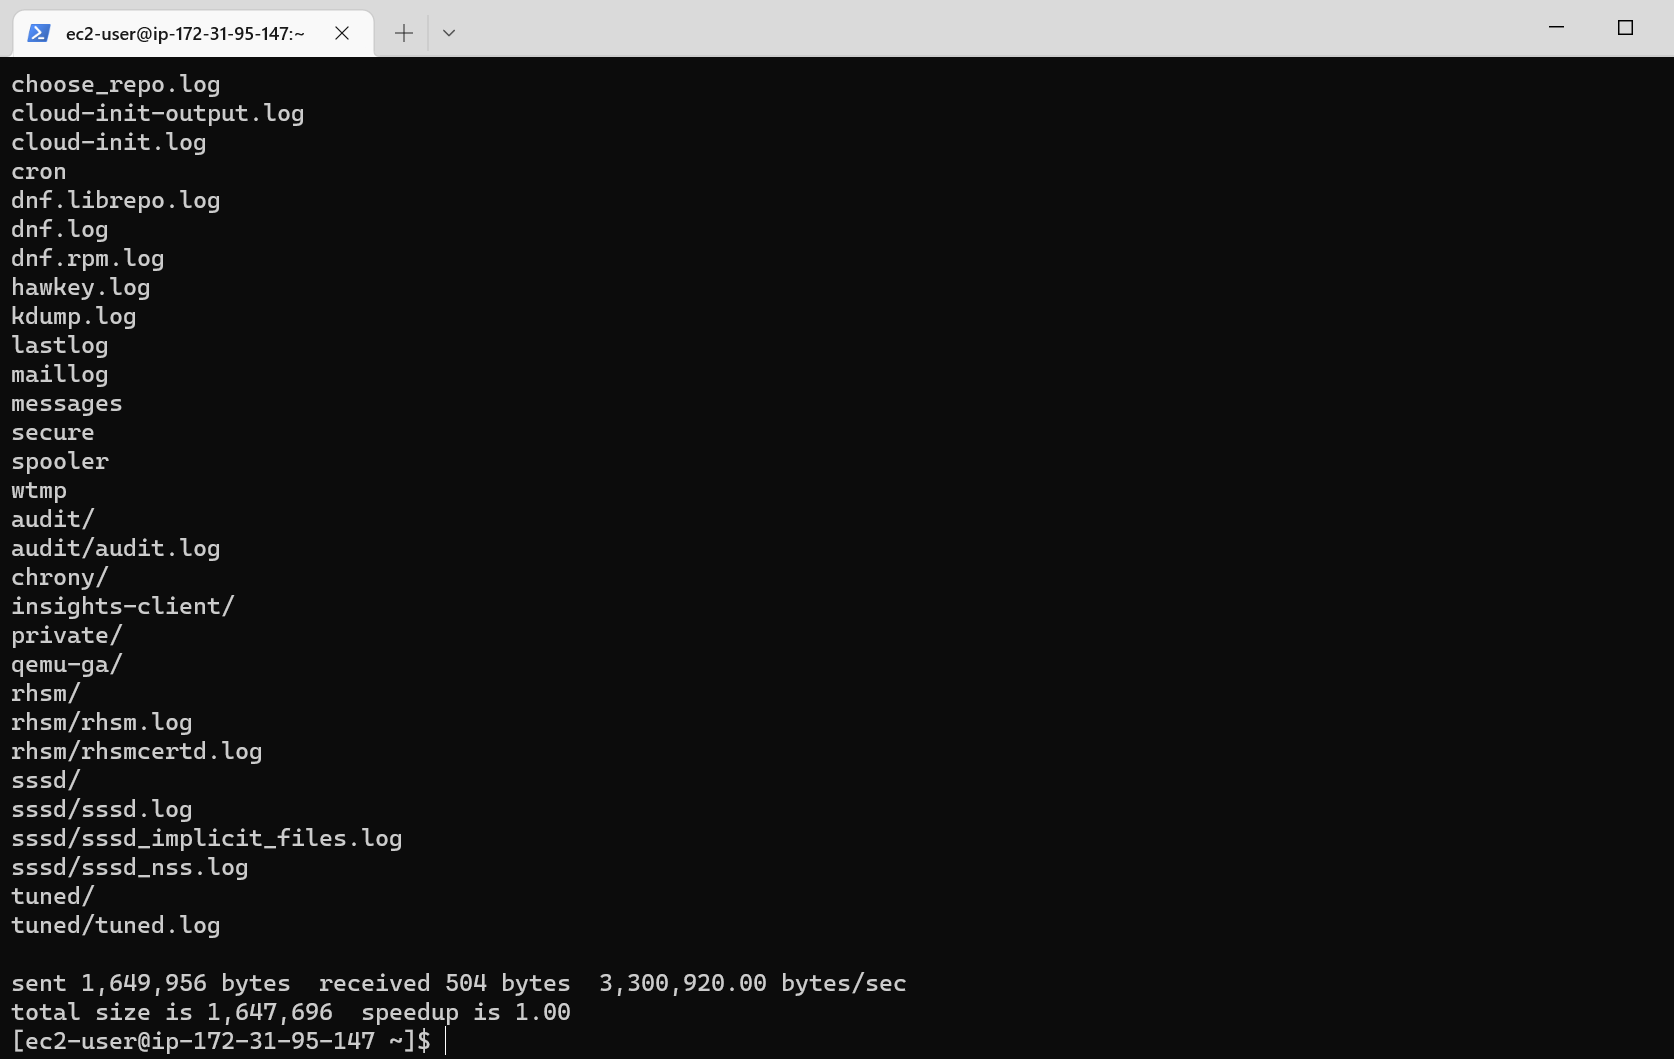 ec2-user@ip-172-31-95-147:~
choose_repo.log
cloud-init-output.log
cloud-init.log
cron
dnf.librepo.log
dnf.log
dnf.rpm.log
hawkey.log
kdump.log
lastlog
maillog
messages
secure
spooler
wtmp
audit/
audit/audit.log
chrony/
insights-client/
private/
qemu-ga/
rhsm/
rhsm/rhsm.log
rhsm/rhsmcertd.log
sssd/
sssd/sssd.log
sssd/sssd_implicit_files.log
sssd/sssd_nss.log
tuned/
tuned/tuned.log
sent 1,649,956 bytes  received 504 bytes  3,300,920.00 bytes/sec
total size is 1,647,696  speedup is 1.00
[ec2-user@ip-172-31-95-147 ~]$